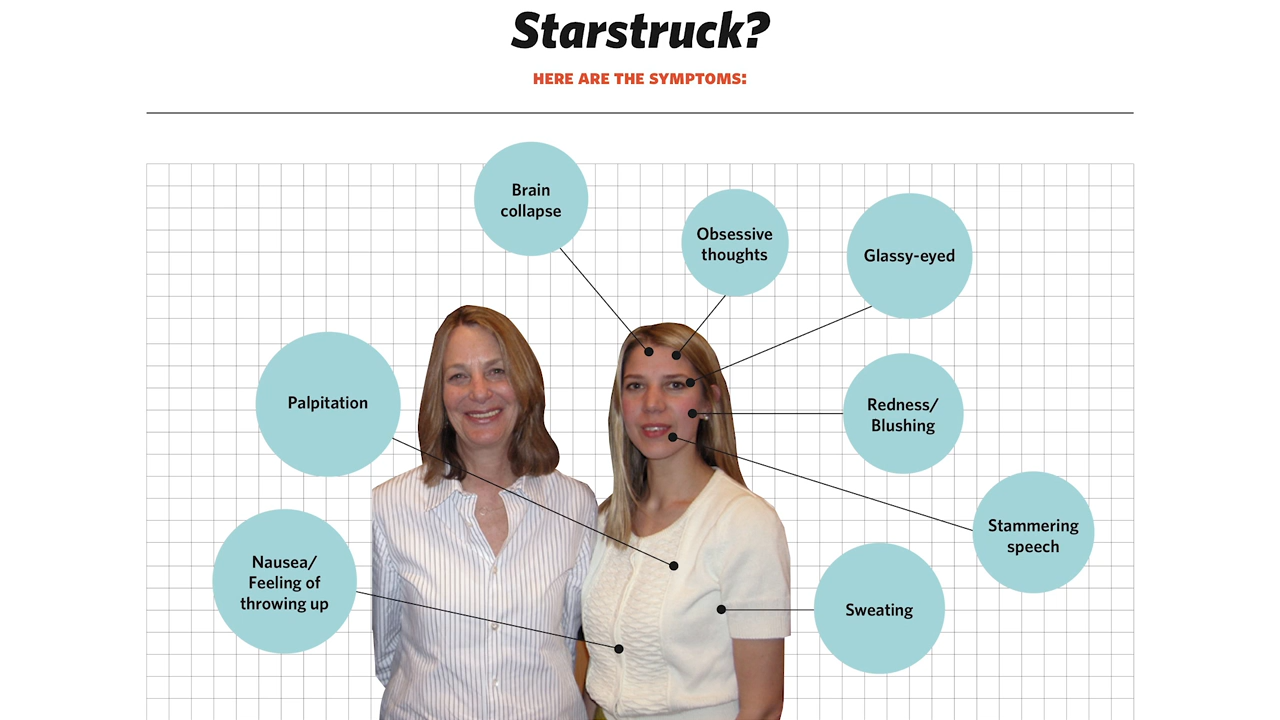 Starstruck?
HERE ARE THE SYMPTOMS:
Brain
collapse
Obsessive
thoughts
Glassy-eyed
Palpitation
Redness/
Blushing
Stammering
speech
Nausea/
Feeling of
throwing up
Sweating